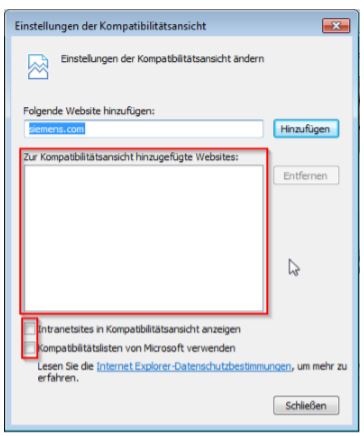 Einstellungen der Kompatibilitätsansicht
Einstellungen der Kompatibilitätsansicht ändern
Folgende Website hinzufügen:
siemens.com
Hinzufügen
Zur Kompatibilitätsansicht hinzugefügte Websites:
Entfernen
Intranetsites in Kompatibilitätsansicht anzeigen
Kompatibilitätslisten von Microsoft verwenden
Lesen Sie die Internet Explorer-Datenschutzbestimmungen, um mehr zu
erfahren.
Schließen